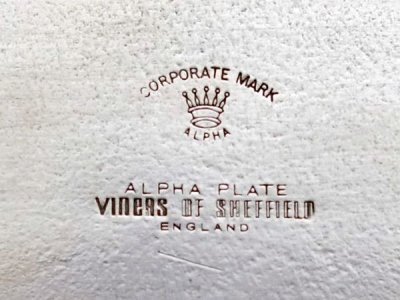 CORPORATE MARK
ALPHA
ALPHA PLATE
VINERS OF SHEFFIELD
ENGLAND